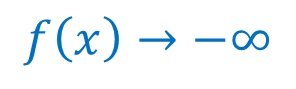 f(x) → −∞